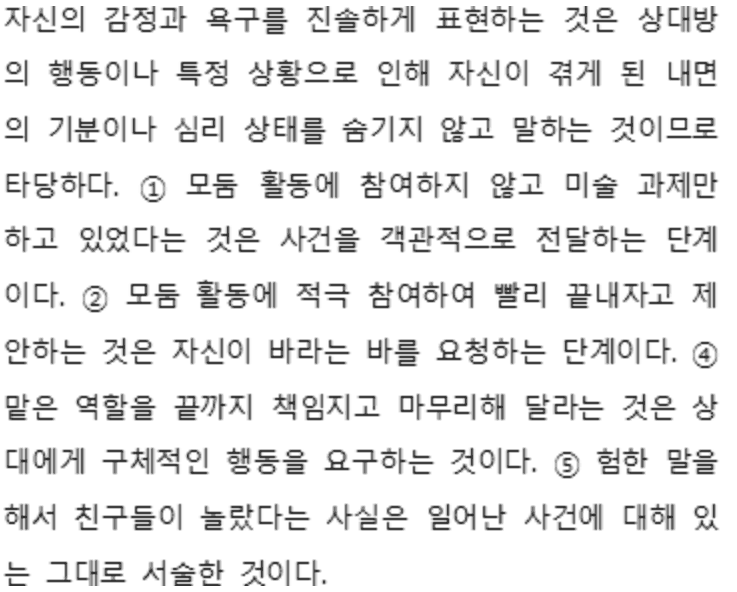 자신의 감정과 욕구를 진솔하게 표현하는 것은 상대방
의 행동이나 특정 상황으로 인해 자신이 겪게 된 내면
의 기분이나 심리 상태를 숨기지 않고 말하는 것이므로
타당하다. ① 모둠 활동에 참여하지 않고 미술 과제만
하고 있었다는 것은 사건을 객관적으로 전달하는 단계
이다. ② 모둠 활동에 적극 참여하여 빨리 끝내자고 제
안하는 것은 자신이 바라는 바를 요청하는 단계이다. ④
맡은 역할을 끝까지 책임지고 마무리해 달라는 것은 상
대에게 구체적인 행동을 요구하는 것이다. ⑤ 험한 말을
해서 친구들이 놀랐다는 사실은 일어난 사건에 대해 있
는 그대로 서술한 것이다.